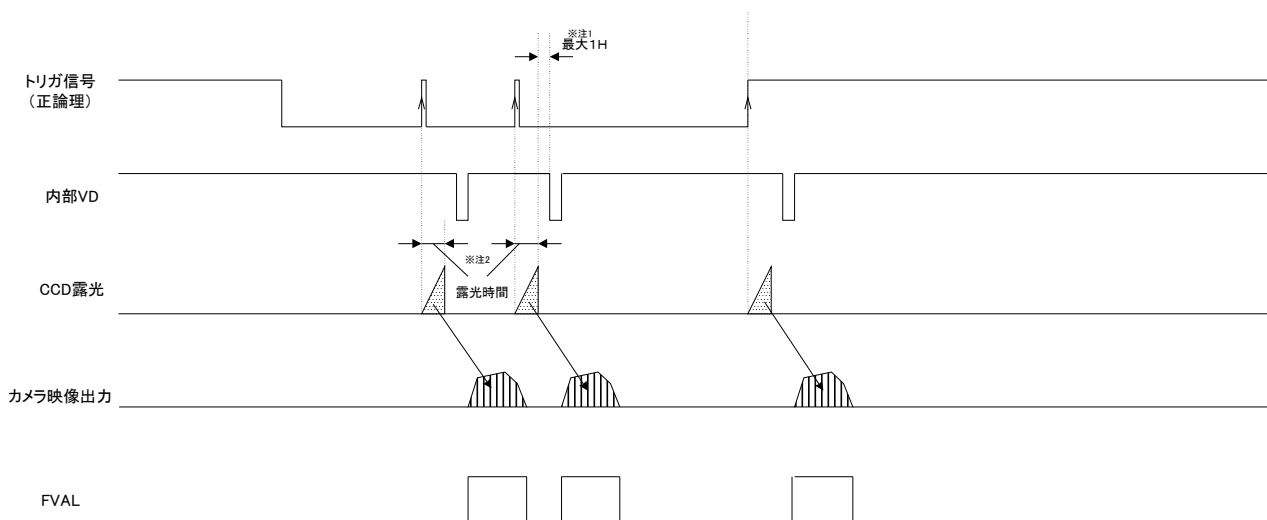 ※注1
最大1H
トリガ信号
（正論理）
内部VD
※注2
CCD露光
露光時間
カメラ映像出力
FVAL